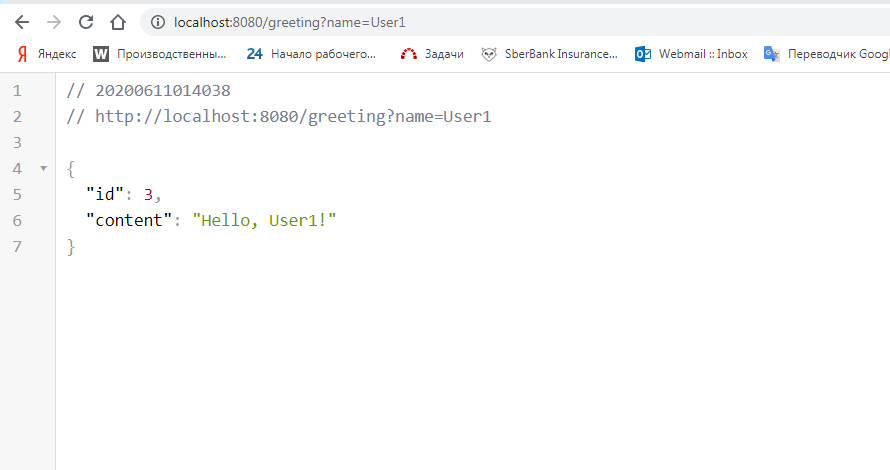 localhost:8080/greeting?name=User1
Я Яндекс W Производственны... 24 Начало рабочего... Задачи SberBank Insurance... Webmail :: Inbox Переводчик Googl
1 // 20200611014038
2 // http://localhost:8080/greeting?name=User1
3
4 {
5 "id": 3,
6 "content": "Hello, User1!"
7 }